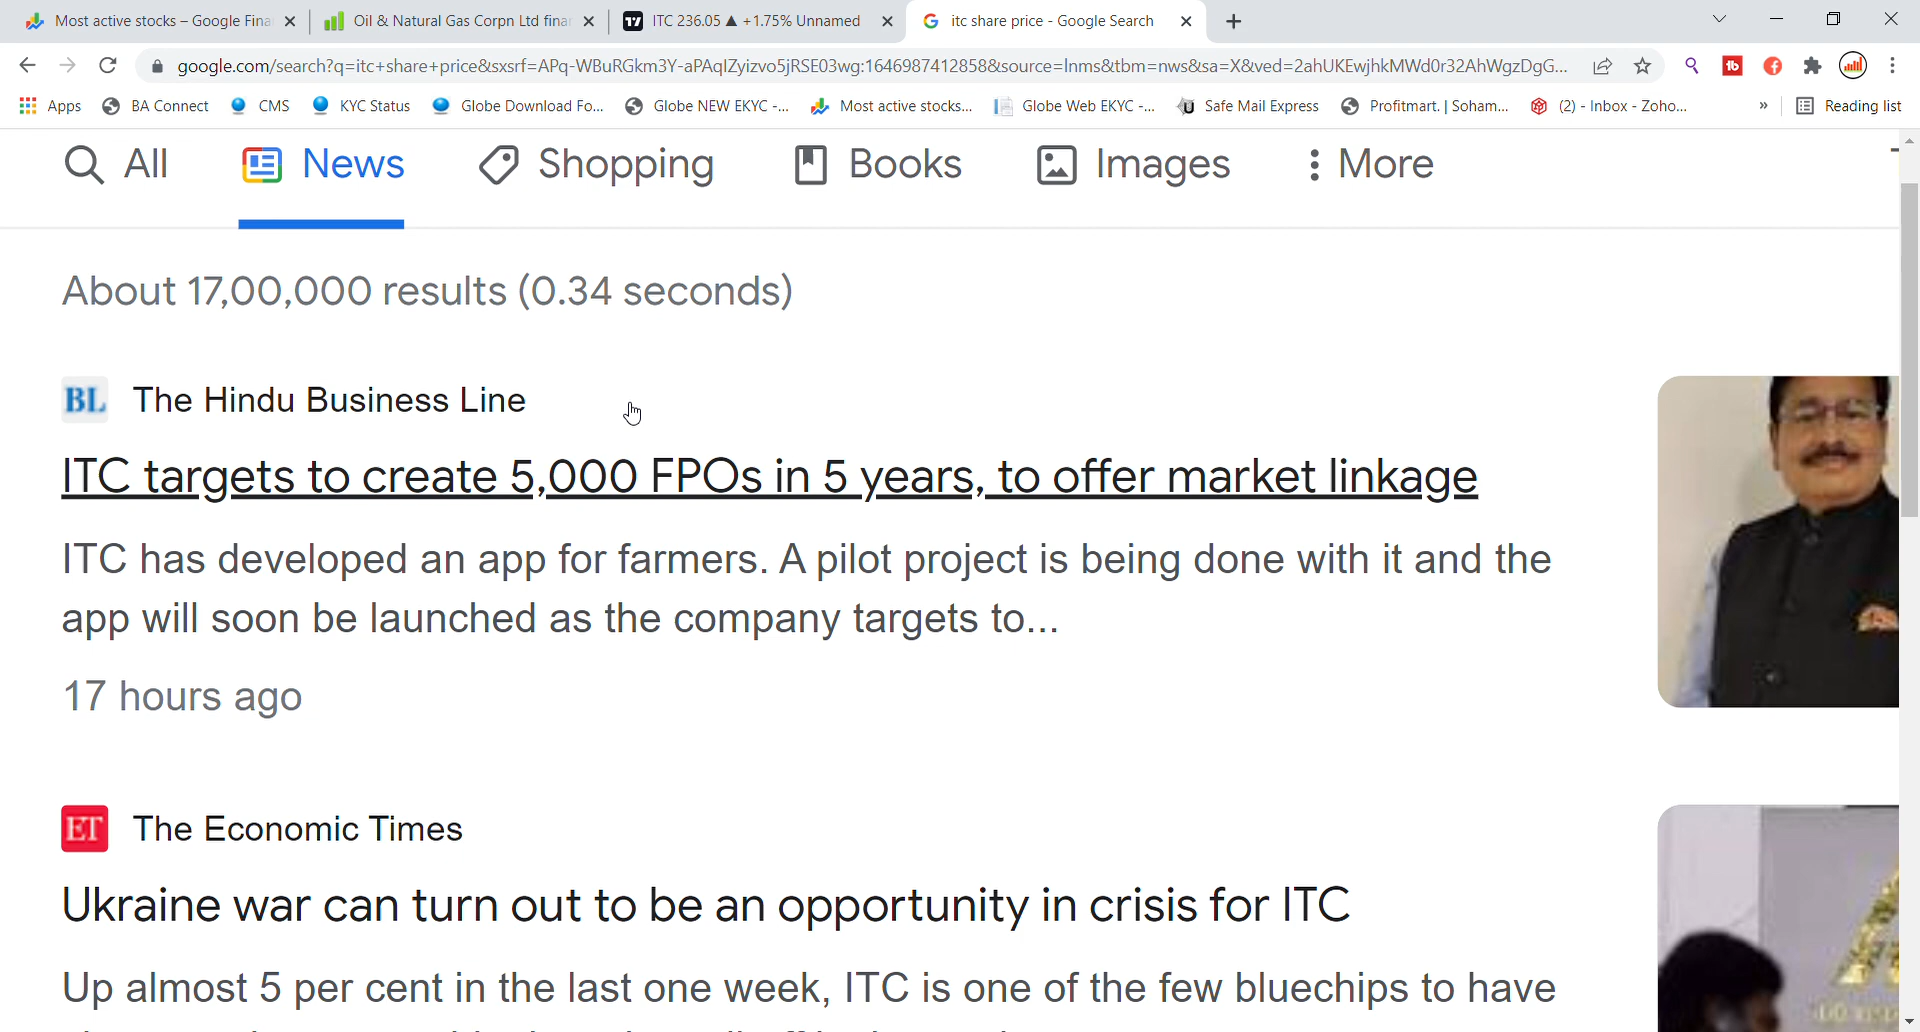 Most active stocks – Google Fina
Oil & Natural Gas Corpn Ltd fina
ITC 236.05 ▲ +1.75% Unnamed
itc share price - Google Search
google.com/search?q=itc+share+price&sxsrf=APq-WBuRGkm3Y-aPAqIZyizvo5jRSE03wg:1646987412858&source=lnms&tbm=nws&sa=X&ved=2ahUKEwjhkMWd0r32AhWgzDgG...
Apps
BA Connect
CMS
KYC Status
Globe Download Fo...
Globe NEW EKYC -...
Most active stocks...
Globe Web EKYC -...
Safe Mail Express
Profitmart. | Soham...
(2) - Inbox - Zoho...
»
Reading list
All
News
Shopping
Books
Images
More
About 17,00,000 results (0.34 seconds)
BL The Hindu Business Line
ITC targets to create 5,000 FPOs in 5 years, to offer market linkage
ITC has developed an app for farmers. A pilot project is being done with it and the
app will soon be launched as the company targets to...
17 hours ago
ET The Economic Times
Ukraine war can turn out to be an opportunity in crisis for ITC
Up almost 5 per cent in the last one week, ITC is one of the few bluechips to have